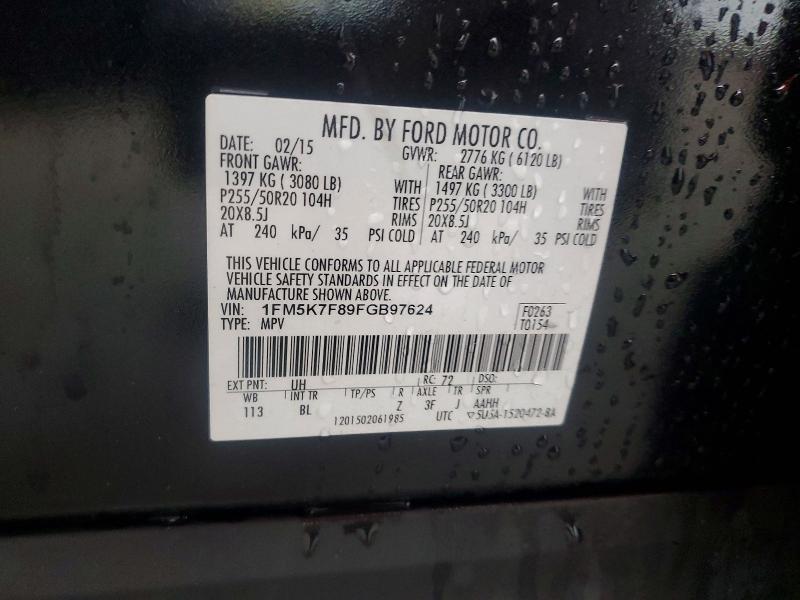 MFD. BY FORD MOTOR CO.
DATE: 02/15 GVWR: 2776 KG ( 6120 LB)
FRONT GAWR: REAR GAWR:
1397 KG ( 3080 LB) WITH 1497 KG ( 3300 LB) WITH
P255/50R20 104H TIRES P255/50R20 104H TIRES
20X8.5J RIMS 20X8.5J RIMS
AT 240 kPa/ 35 PSI COLD AT 240 kPa/ 35 PSI COLD
THIS VEHICLE CONFORMS TO ALL APPLICABLE FEDERAL MOTOR
VEHICLE SAFETY STANDARDS IN EFFECT ON THE DATE OF
MANUFACTURE SHOWN ABOVE.
VIN: 1FM5K7F89FGB97624 F0263
TYPE: MPV T0154
EXT PNT: UH RC: 72 DSO:
WB INT TR TP/PS R AXLE TR SPR
113 BL Z 3F J AAHH
1201502061985 UTC ▽5U5A-1520472-BA